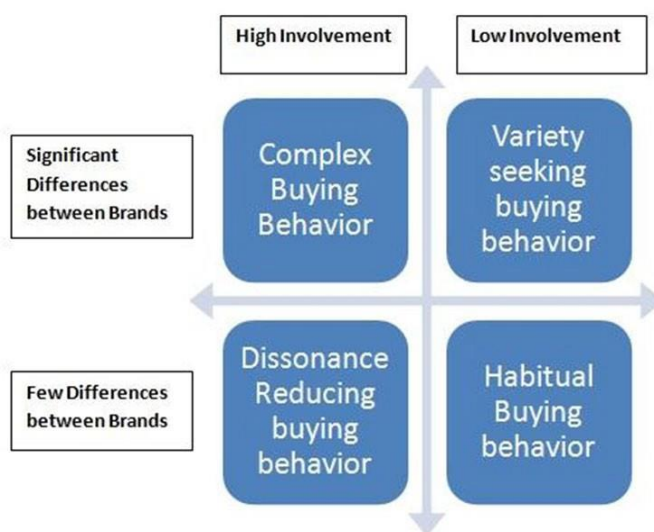 High Involvement
Low Involvement
Significant
Differences
between Brands
Complex
Buying
Behavior
Variety
seeking
buying
behavior
Few Differences
between Brands
Dissonance
Reducing
buying
behavior
Habitual
Buying
behavior